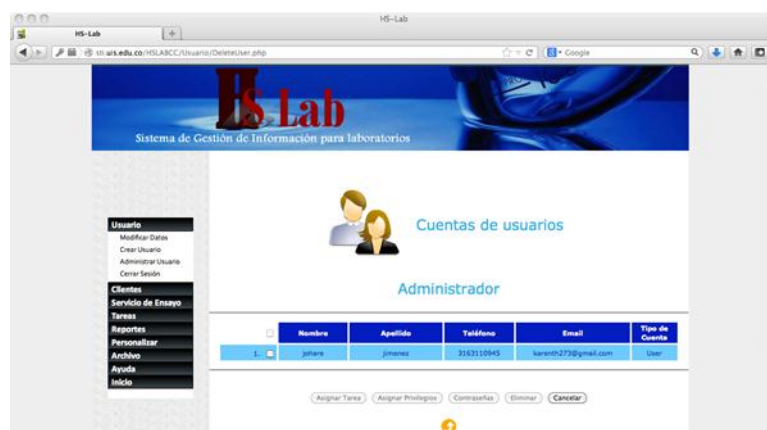 HS-Lab
HS-Lab
sti.uis.edu.co/HSLABCC/Usuario/DeleteUser.php
Google
HS Lab
Sistema de Gestión de Información para laboratorios
Cuentas de usuarios
Administrador
Usuario
Modificar Datos
Crear Usuario
Administrar Usuario
Cerrar Sesión
Clientes
Servicio de Ensayo
Tareas
Reportes
Personalizar
Archivo
Ayuda
Inicio
Nombre Apellido Teléfono Email Tipo de Cuenta
1. johare jimenez 3163110945 karenth273@gmail.com User
Asignar Tarea Asignar Privilegios Contraseñas Eliminar Cancelar